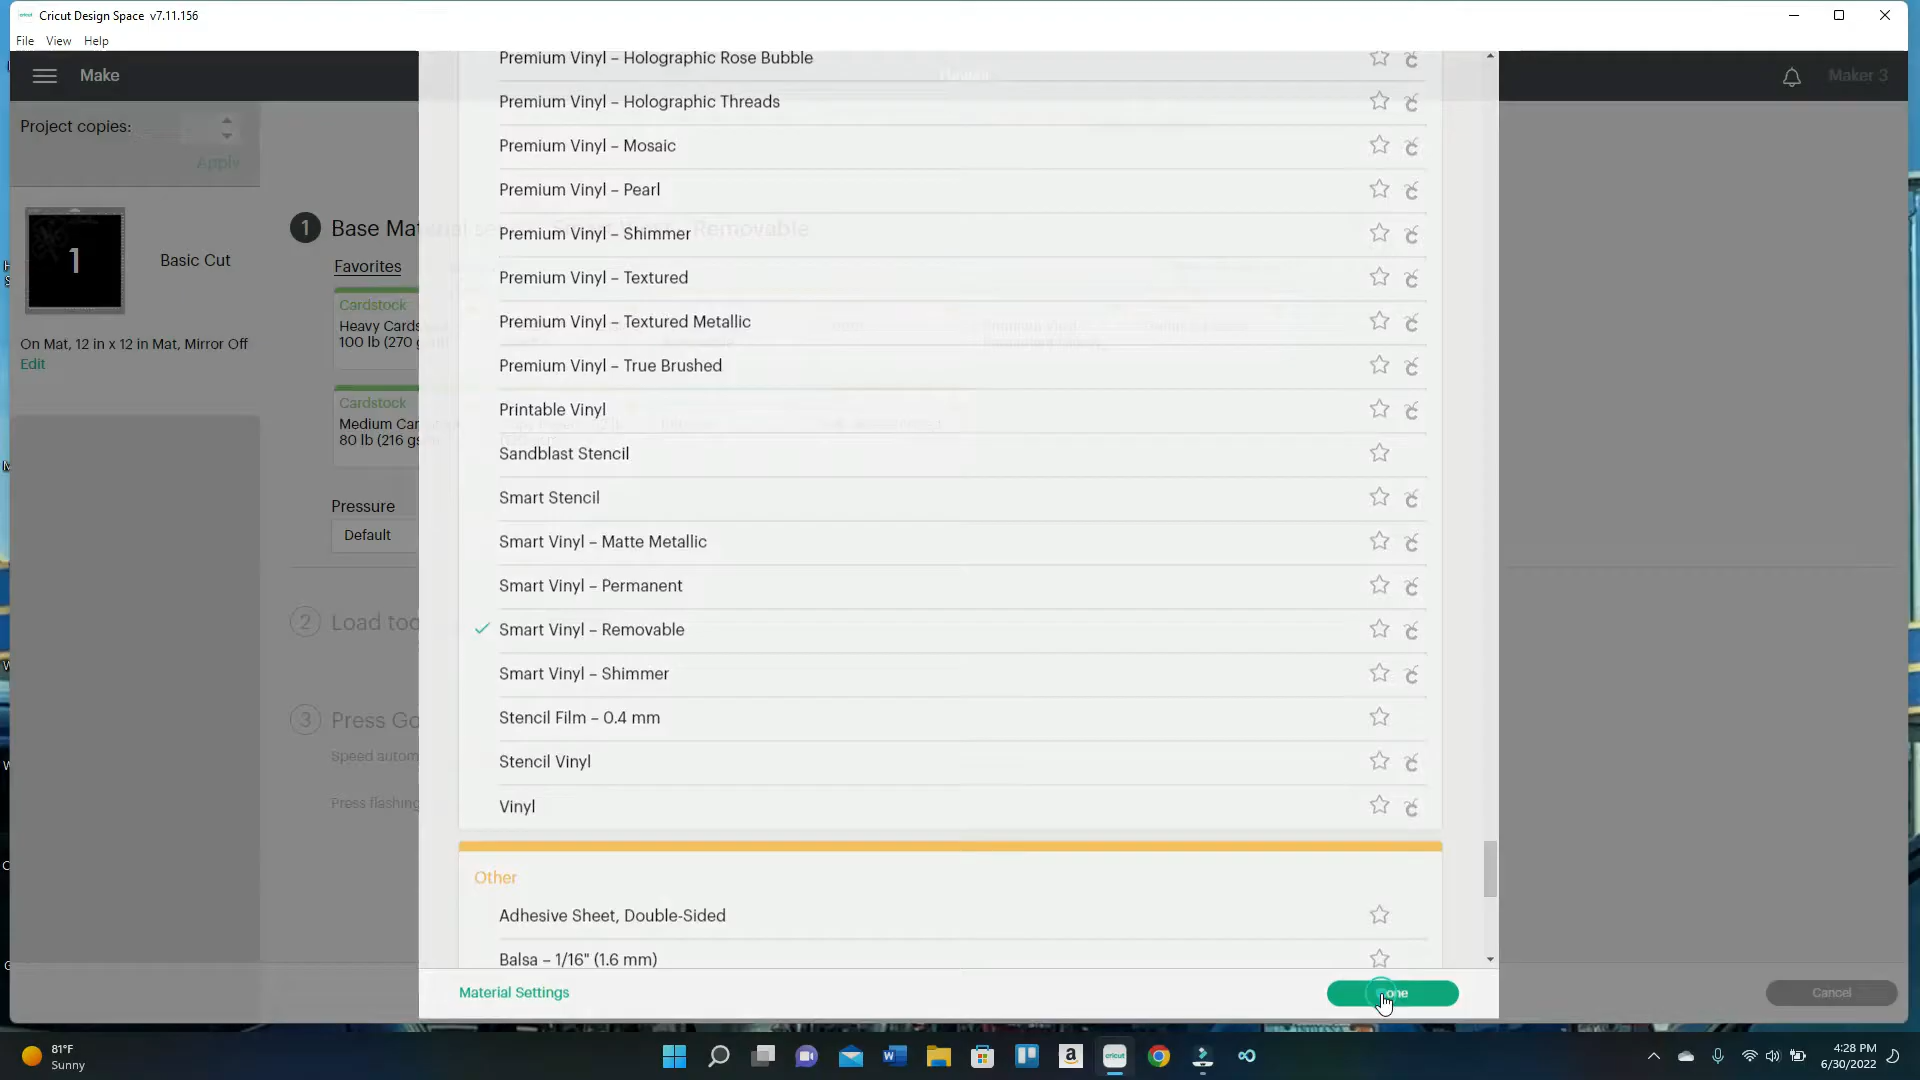 Cricut Design Space v7.11.156
File View Help
Make
Maker 3
Project copies:
Apply
1
Basic Cut
On Mat, 12 in x 12 in Mat, Mirror Off
Edit
1 Base Mat
Removable
Favorites
Cardstock
Heavy Cards
100 lb (270 g
Cardstock
Medium Car
80 lb (216 gs
Pressure
Default
2 Load too
3 Press Go
Speed autom
Press flashing
Premium Vinyl – Holographic Rose Bubble
Premium Vinyl – Holographic Threads
Premium Vinyl – Mosaic
Premium Vinyl – Pearl
Premium Vinyl – Shimmer
Premium Vinyl – Textured
Premium Vinyl – Textured Metallic
Premium Vinyl – True Brushed
Printable Vinyl
Sandblast Stencil
Smart Stencil
Smart Vinyl – Matte Metallic
Smart Vinyl – Permanent
Smart Vinyl – Removable
Smart Vinyl – Shimmer
Stencil Film – 0.4 mm
Stencil Vinyl
Vinyl
Other
Adhesive Sheet, Double-Sided
Balsa – 1/16" (1.6 mm)
Material Settings
Cancel
81°F
Sunny
cricut
4:28 PM
6/30/2022